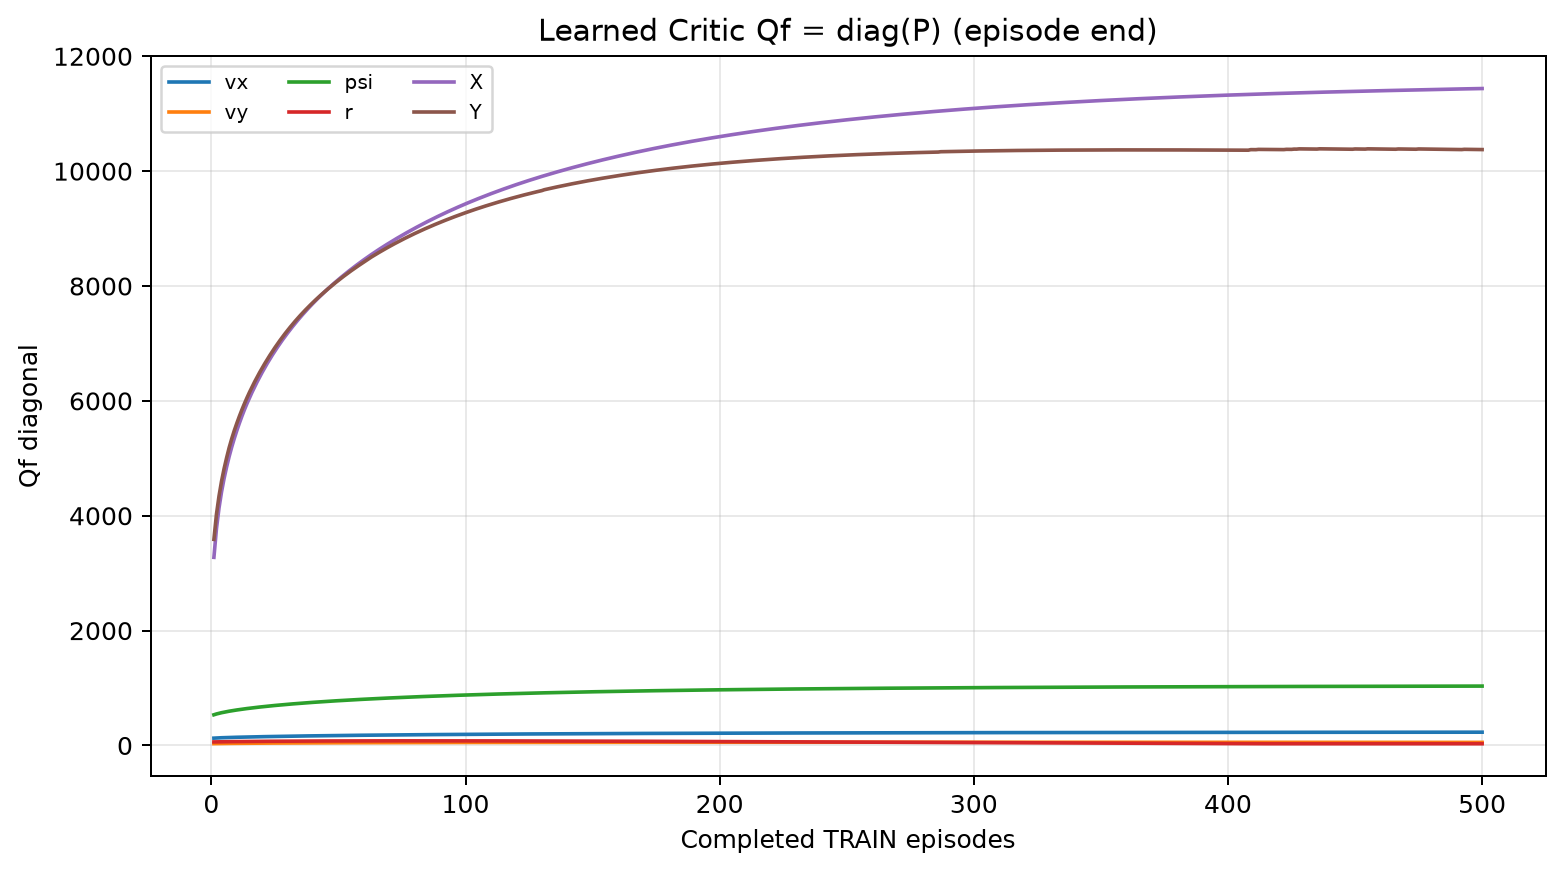 Learned Critic Qf = diag(P) (episode end)
12000
10000
8000
6000
4000
2000
0
Qf diagonal
vx psi X
vy r Y
0 100 200 300 400 500
Completed TRAIN episodes